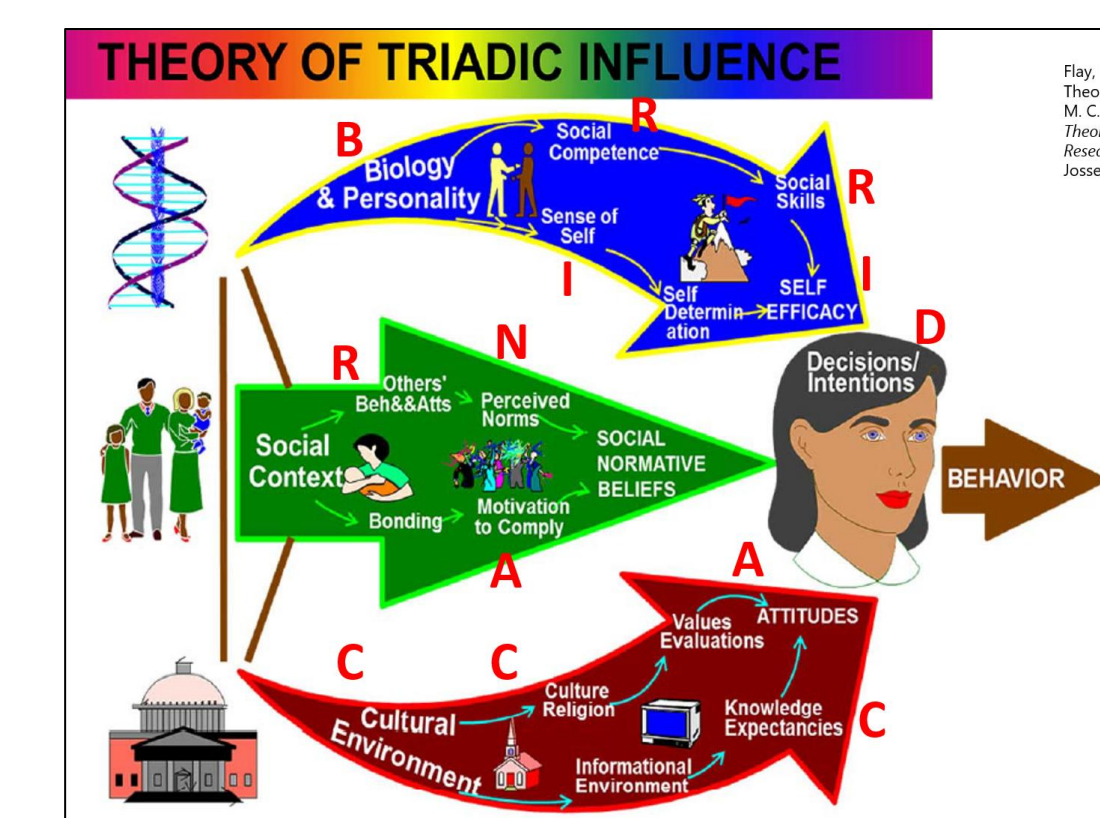 THEORY OF TRIADIC INFLUENCE
Flay,
Theo
M. C.
Theor
Resea
Josse
B
R
Biology
& Personality
Social
Competence
Sense of
Self
I
Social
Skills
R
I
Self
Determin
ation
SELF
EFFICACY
D
Decisions/
Intentions
R
N
Others'
Beh&&Atts
Perceived
Norms
Social
Context
SOCIAL
NORMATIVE
BELIEFS
Bonding
Motivation
to Comply
A
BEHAVIOR
A
C
C
Values
Evaluations
ATTITUDES
Cultural
Environment
Culture
Religion
Knowledge
Expectancies
C
Informational
Environment